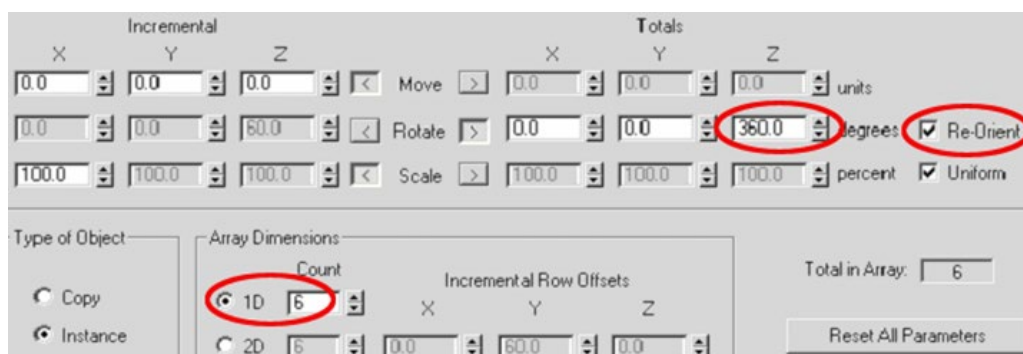 Incremental Totals
X Y Z X Y Z
0.0 0.0 0.0 < Move > 0.0 0.0 0.0 units
0.0 0.0 60.0 < Rotate > 0.0 0.0 360.0 degrees Re-Orient
100.0 100.0 100.0 < Scale > 100.0 100.0 100.0 percent Uniform
Type of Object Array Dimensions
Count Incremental Row Offsets Total in Array: 6
Copy 1D 6 X Y Z
Instance 2D 6 0.0 60.0 0.0 Reset All Parameters